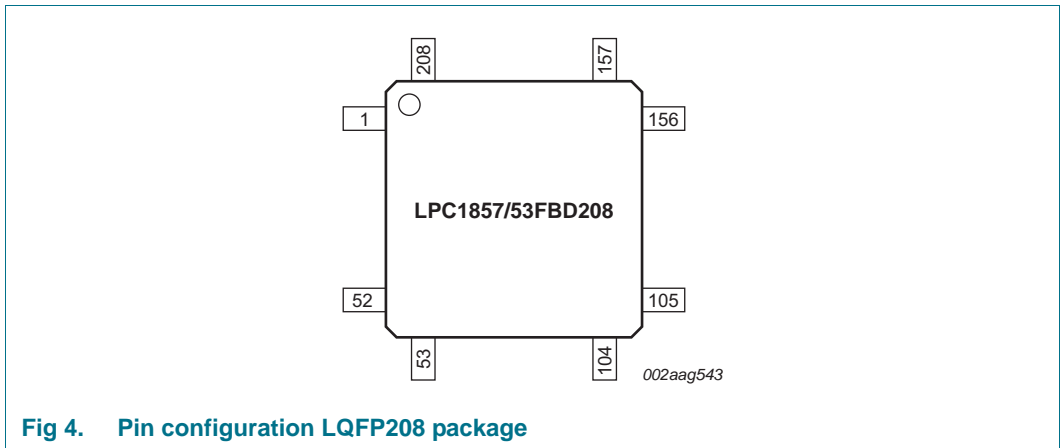 208
157
1
156
LPC1857/53FBD208
52
105
53
104
002aag543
Fig 4. Pin configuration LQFP208 package